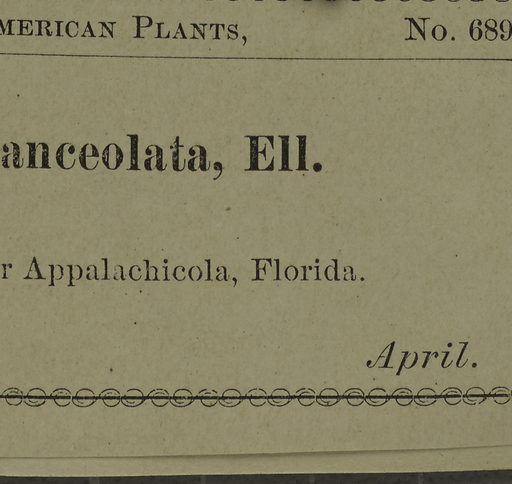 MERICAN PLANTS, No. 689
anceolata, Ell.
r Appalachicola, Florida.
April.